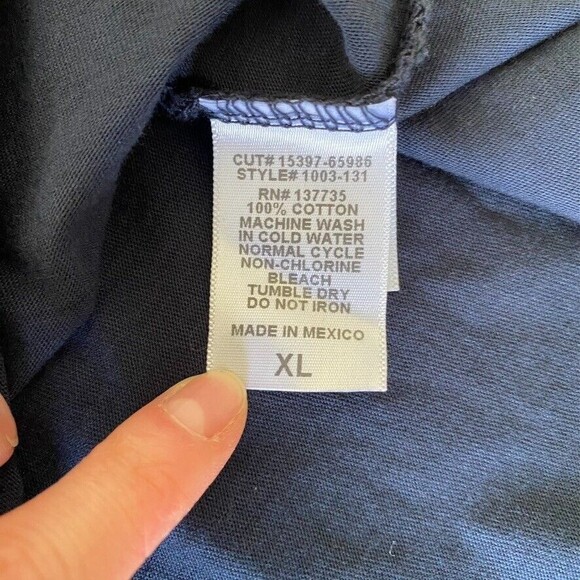 CUT# 15397-65986
STYLE# 1003-131
RN# 137735
100% COTTON
MACHINE WASH
IN COLD WATER
NORMAL CYCLE
NON-CHLORINE
BLEACH
TUMBLE DRY
DO NOT IRON
MADE IN MEXICO
XL